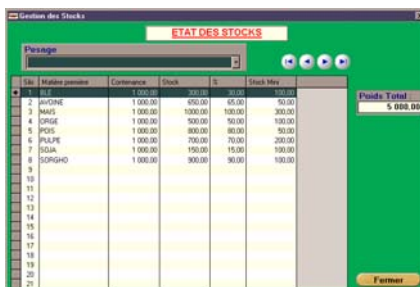 Gestion des Stocks
ETAT DES STOCKS
Pesage
Silo Matière première Contenance Stock % Stock Mini
1 BLE 1 000,00 300,00 30,00 100,00
2 AVOINE 1 000,00 650,00 65,00 50,00
3 MAIS 1 000,00 1000,00 100,00 300,00
4 ORGE 1 000,00 500,00 50,00 100,00
5 POIS 1 000,00 800,00 80,00 50,00
6 PULPE 1 000,00 700,00 70,00 200,00
7 SOJA 1 000,00 150,00 15,00 100,00
8 SORGHO 1 000,00 900,00 90,00 100,00
9
10
11
12
13
14
15
16
17
18
19
20
21
Poids Total :
5 000,00
Fermer